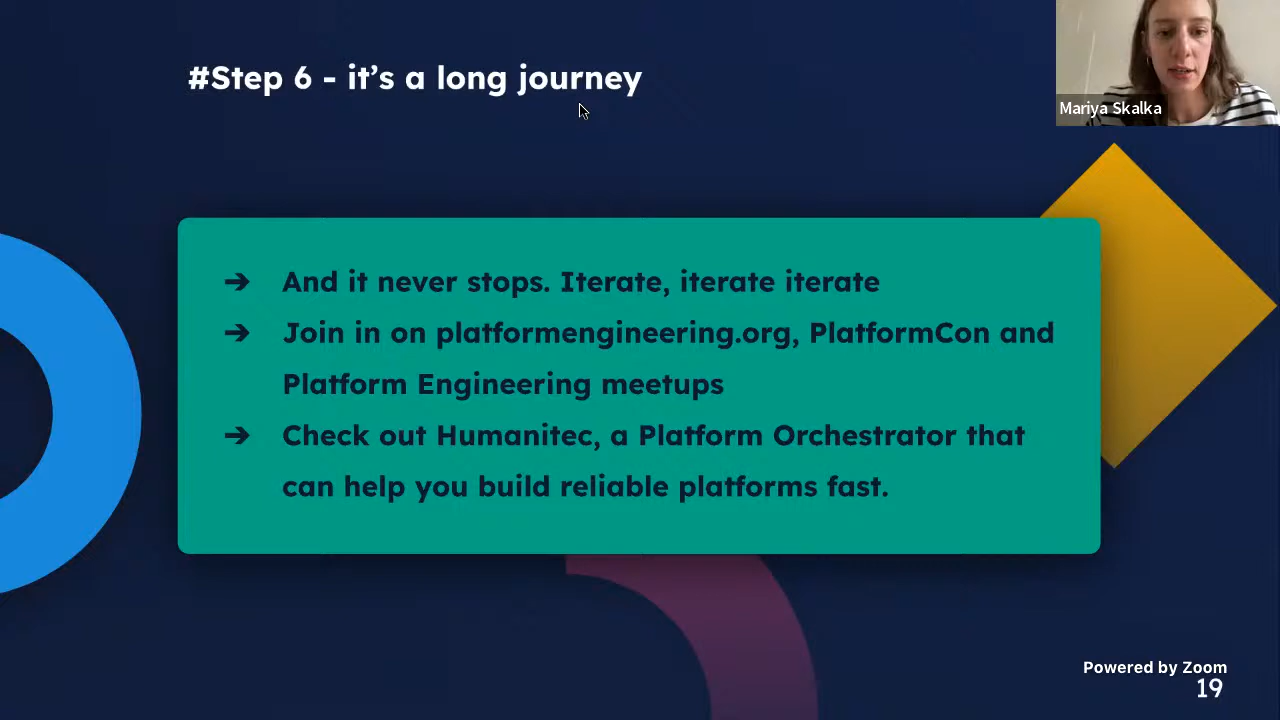 #Step 6 - it's a long journey
Mariya Skalka
➔ And it never stops. Iterate, iterate iterate
➔ Join in on platformengineering.org, PlatformCon and
Platform Engineering meetups
➔ Check out Humanitec, a Platform Orchestrator that
can help you build reliable platforms fast.
Powered by Zoom
19